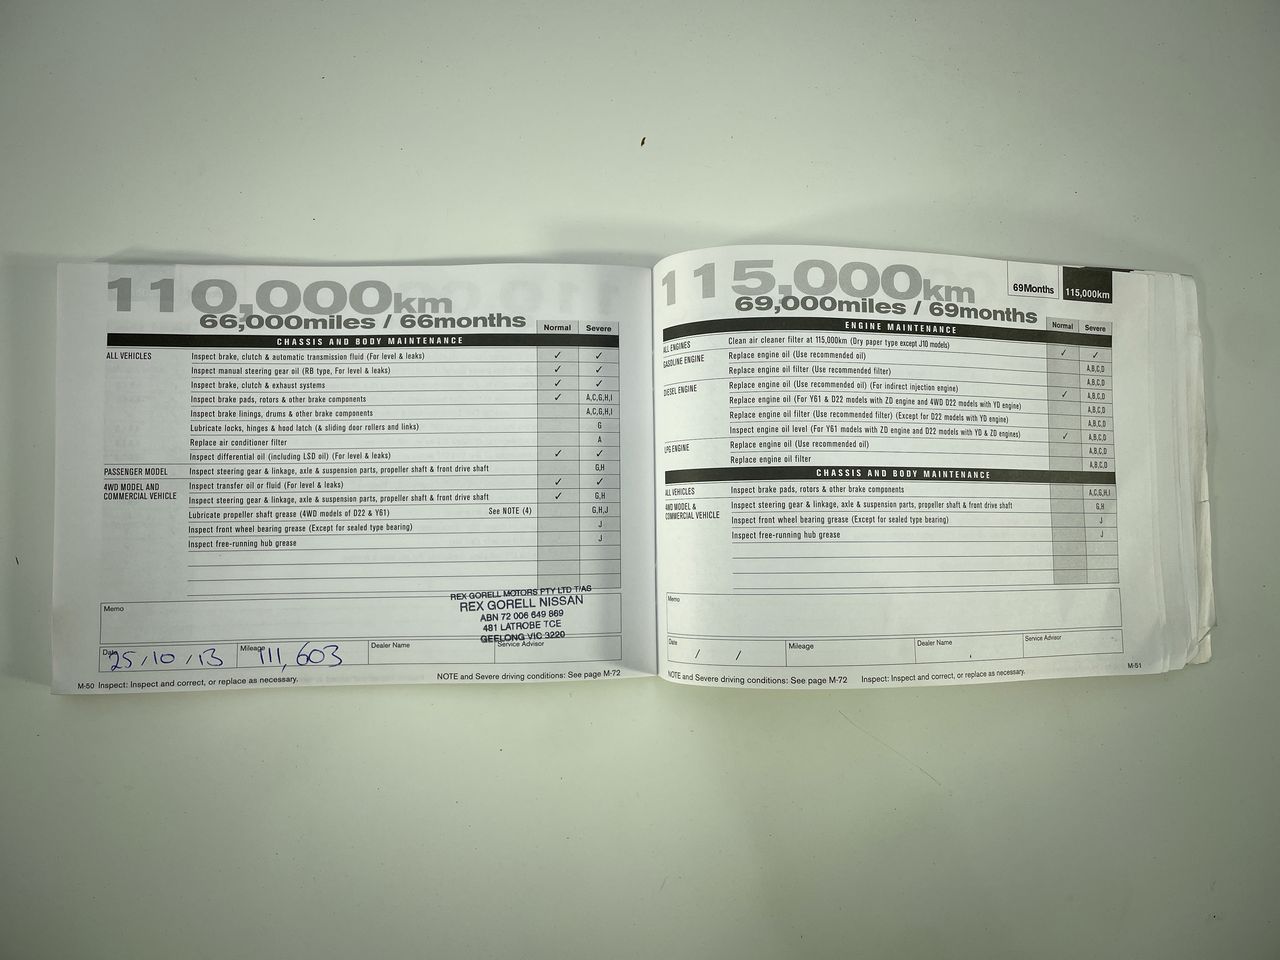 110,000km
66,000miles / 66months
Normal Severe
CHASSIS AND BODY MAINTENANCE
ALL VEHICLES Inspect brake, clutch & automatic transmission fluid (For level & leaks) ✓ ✓
Inspect manual steering gear oil (RB type, For level & leaks) ✓ ✓
Inspect brake, clutch & exhaust systems ✓ ✓
Inspect brake pads, rotors & other brake components ✓ A,C,G,H,I
Inspect brake linings, drums & other brake components A,C,G,H,I
Lubricate locks, hinges & hood latch (& sliding door rollers and links) G
Replace air conditioner filter A
Inspect differential oil (including LSD oil) (For level & leaks) ✓ ✓
PASSENGER MODEL Inspect steering gear & linkage, axle & suspension parts, propeller shaft & front drive shaft G,H
4WD MODEL AND COMMERCIAL VEHICLE Inspect transfer oil or fluid (For level & leaks) ✓ ✓
Inspect steering gear & linkage, axle & suspension parts, propeller shaft & front drive shaft ✓ G,H
Lubricate propeller shaft grease (4WD models of D22 & Y61) See NOTE (4) G,H,J
Inspect front wheel bearing grease (Except for sealed type bearing) J
Inspect free-running hub grease J
Memo
REX GORELL MOTORS PTY LTD T/AS
REX GORELL NISSAN
ABN 72 006 649 869
481 LATROBE TCE
GEELONG VIC 3220
Date 25/10/13 Mileage 111,603 Dealer Name Service Advisor
M-50 Inspect: Inspect and correct, or replace as necessary. NOTE and Severe driving conditions: See page M-72
115,000km
69,000miles / 69months
69Months 115,000km
Normal Severe
ENGINE MAINTENANCE
ALL ENGINES Clean air cleaner filter at 115,000km (Dry paper type except J10 models)
GASOLINE ENGINE Replace engine oil (Use recommended oil) ✓ ✓
Replace engine oil filter (Use recommended filter) A,B,C,D
DIESEL ENGINE Replace engine oil (Use recommended oil) (For indirect injection engine) A,B,C,D
Replace engine oil (For Y61 & D22 models with ZD engine and 4WD D22 models with YD engine) ✓ A,B,C,D
Replace engine oil filter (Use recommended filter) (Except for D22 models with YD engine) A,B,C,D
Inspect engine oil level (For Y61 models with ZD engine and D22 models with YD & ZD engines) A,B,C,D
LPG ENGINE Replace engine oil (Use recommended oil) ✓ A,B,C,D
Replace engine oil filter A,B,C,D
A,B,C,D
CHASSIS AND BODY MAINTENANCE
ALL VEHICLES Inspect brake pads, rotors & other brake components A,C,G,H,I
4WD MODEL & COMMERCIAL VEHICLE Inspect steering gear & linkage, axle & suspension parts, propeller shaft & front drive shaft G,H
Inspect front wheel bearing grease (Except for sealed type bearing) J
Inspect free-running hub grease J
Memo
Date / / Mileage Dealer Name Service Advisor
NOTE and Severe driving conditions: See page M-72 Inspect: Inspect and correct, or replace as necessary. M-51